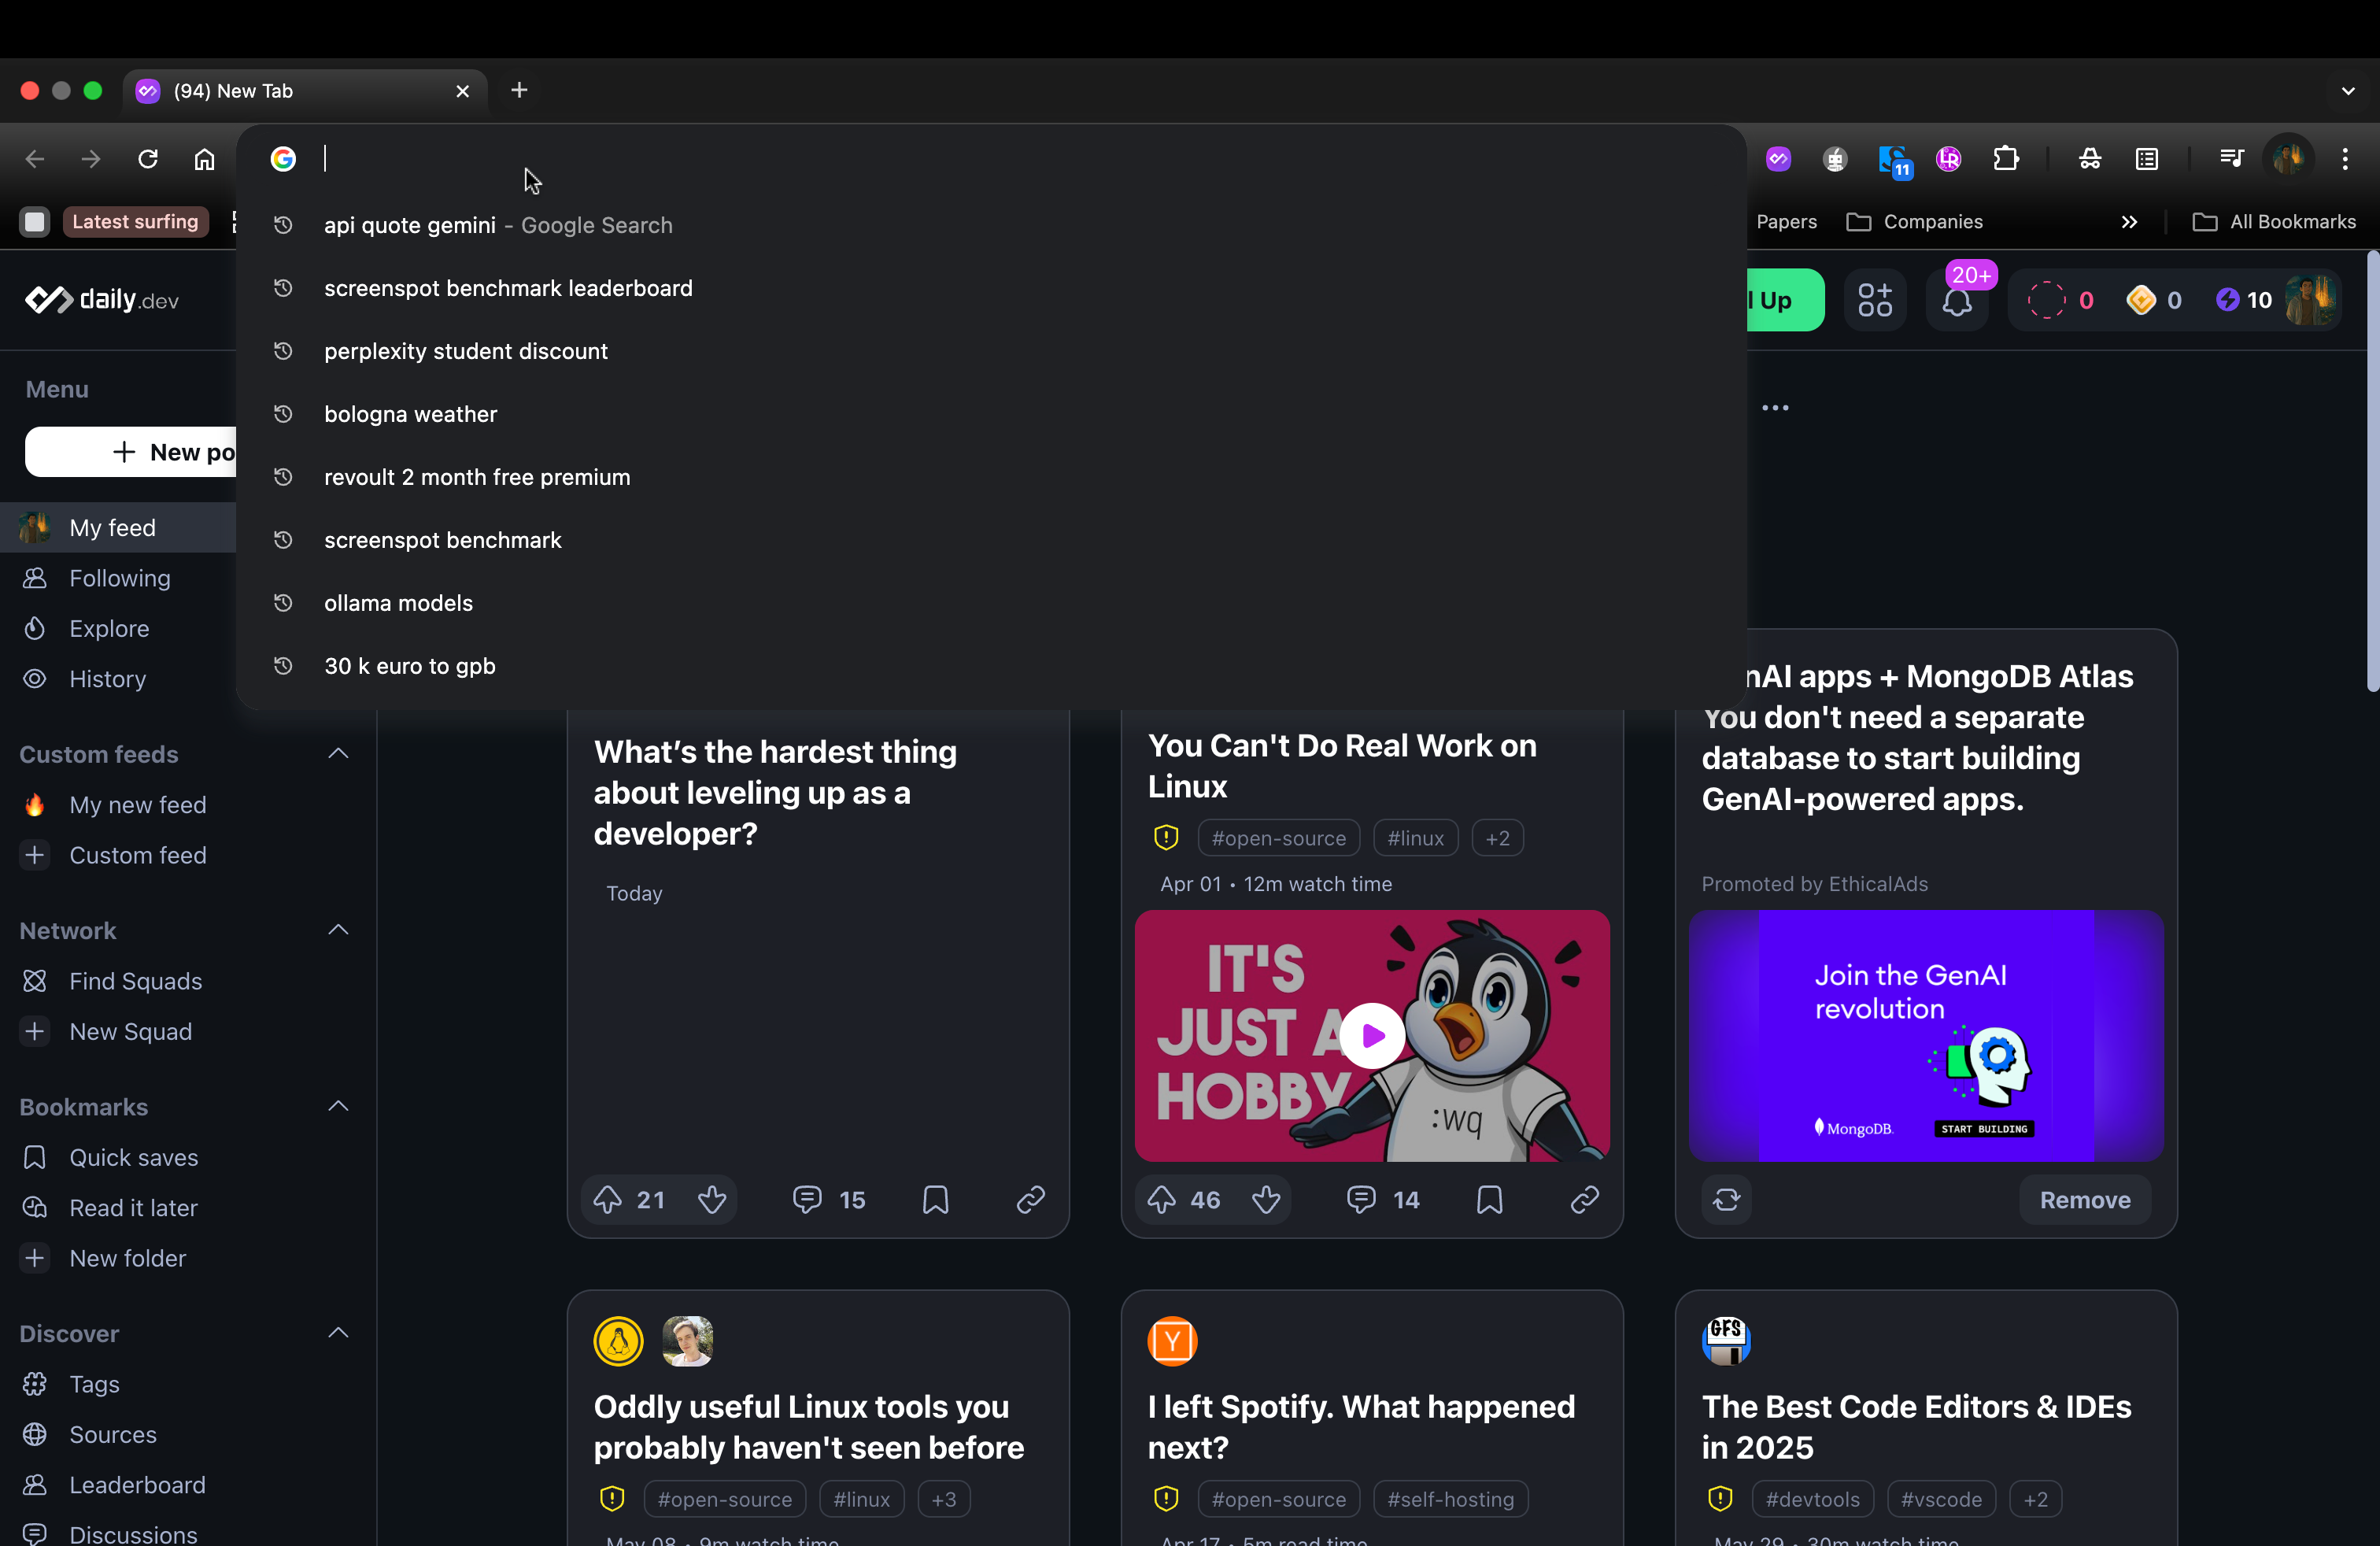 (94) New Tab
Latest surfing
Papers
Companies
All Bookmarks
11
api quote gemini - Google Search
screenspot benchmark leaderboard
perplexity student discount
bologna weather
revoult 2 month free premium
screenspot benchmark
ollama models
30 k euro to gpb
daily.dev
Up
20+
0
0
10
Menu
New po
My feed
Following
Explore
History
Custom feeds
My new feed
Custom feed
Network
Find Squads
New Squad
Bookmarks
Quick saves
Read it later
New folder
Discover
Tags
Sources
Leaderboard
Discussions
What’s the hardest thing
about leveling up as a
developer?
Today
21
15
You Can't Do Real Work on
Linux
#open-source
#linux
+2
Apr 01 • 12m watch time
IT'S
JUST A
HOBBY
:wq
46
14
nAI apps + MongoDB Atlas
You don't need a separate
database to start building
GenAI-powered apps.
Promoted by EthicalAds
Join the GenAI
revolution
MongoDB.
START BUILDING
Remove
Oddly useful Linux tools you
probably haven't seen before
#open-source
#linux
+3
May 08 • 9m watch time
Y
I left Spotify. What happened
next?
#open-source
#self-hosting
Apr 17 • 5m read time
GFS
The Best Code Editors & IDEs
in 2025
#devtools
#vscode
+2
May 29 • 30m watch time